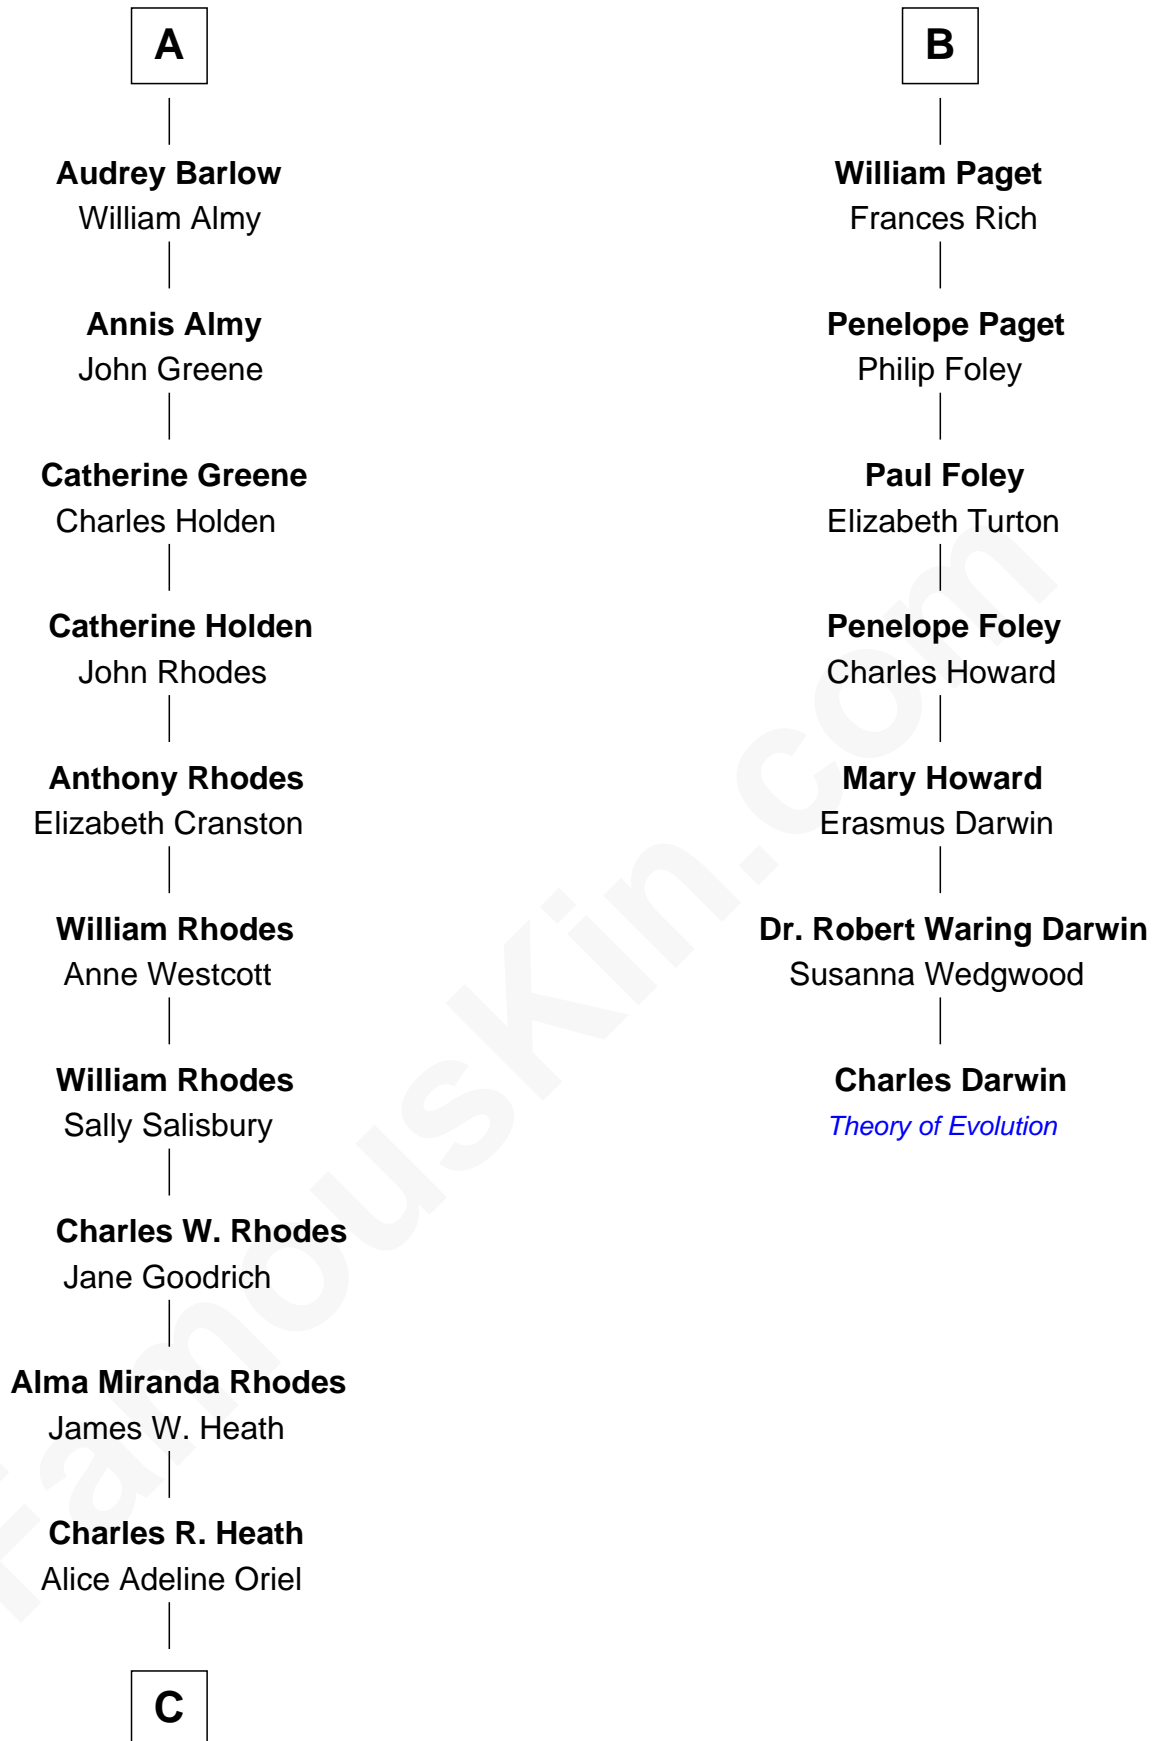 A
Audrey Barlow
William Almy
Annis Almy
John Greene
Catherine Greene
Charles Holden
Catherine Holden
John Rhodes
Anthony Rhodes
Elizabeth Cranston
William Rhodes
Anne Westcott
William Rhodes
Sally Salisbury
Charles W. Rhodes
Jane Goodrich
Alma Miranda Rhodes
James W. Heath
Charles R. Heath
Alice Adeline Oriel
C
B
William Paget
Frances Rich
Penelope Paget
Philip Foley
Paul Foley
Elizabeth Turton
Penelope Foley
Charles Howard
Mary Howard
Erasmus Darwin
Dr. Robert Waring Darwin
Susanna Wedgwood
Charles Darwin
Theory of Evolution
FamousKin.com